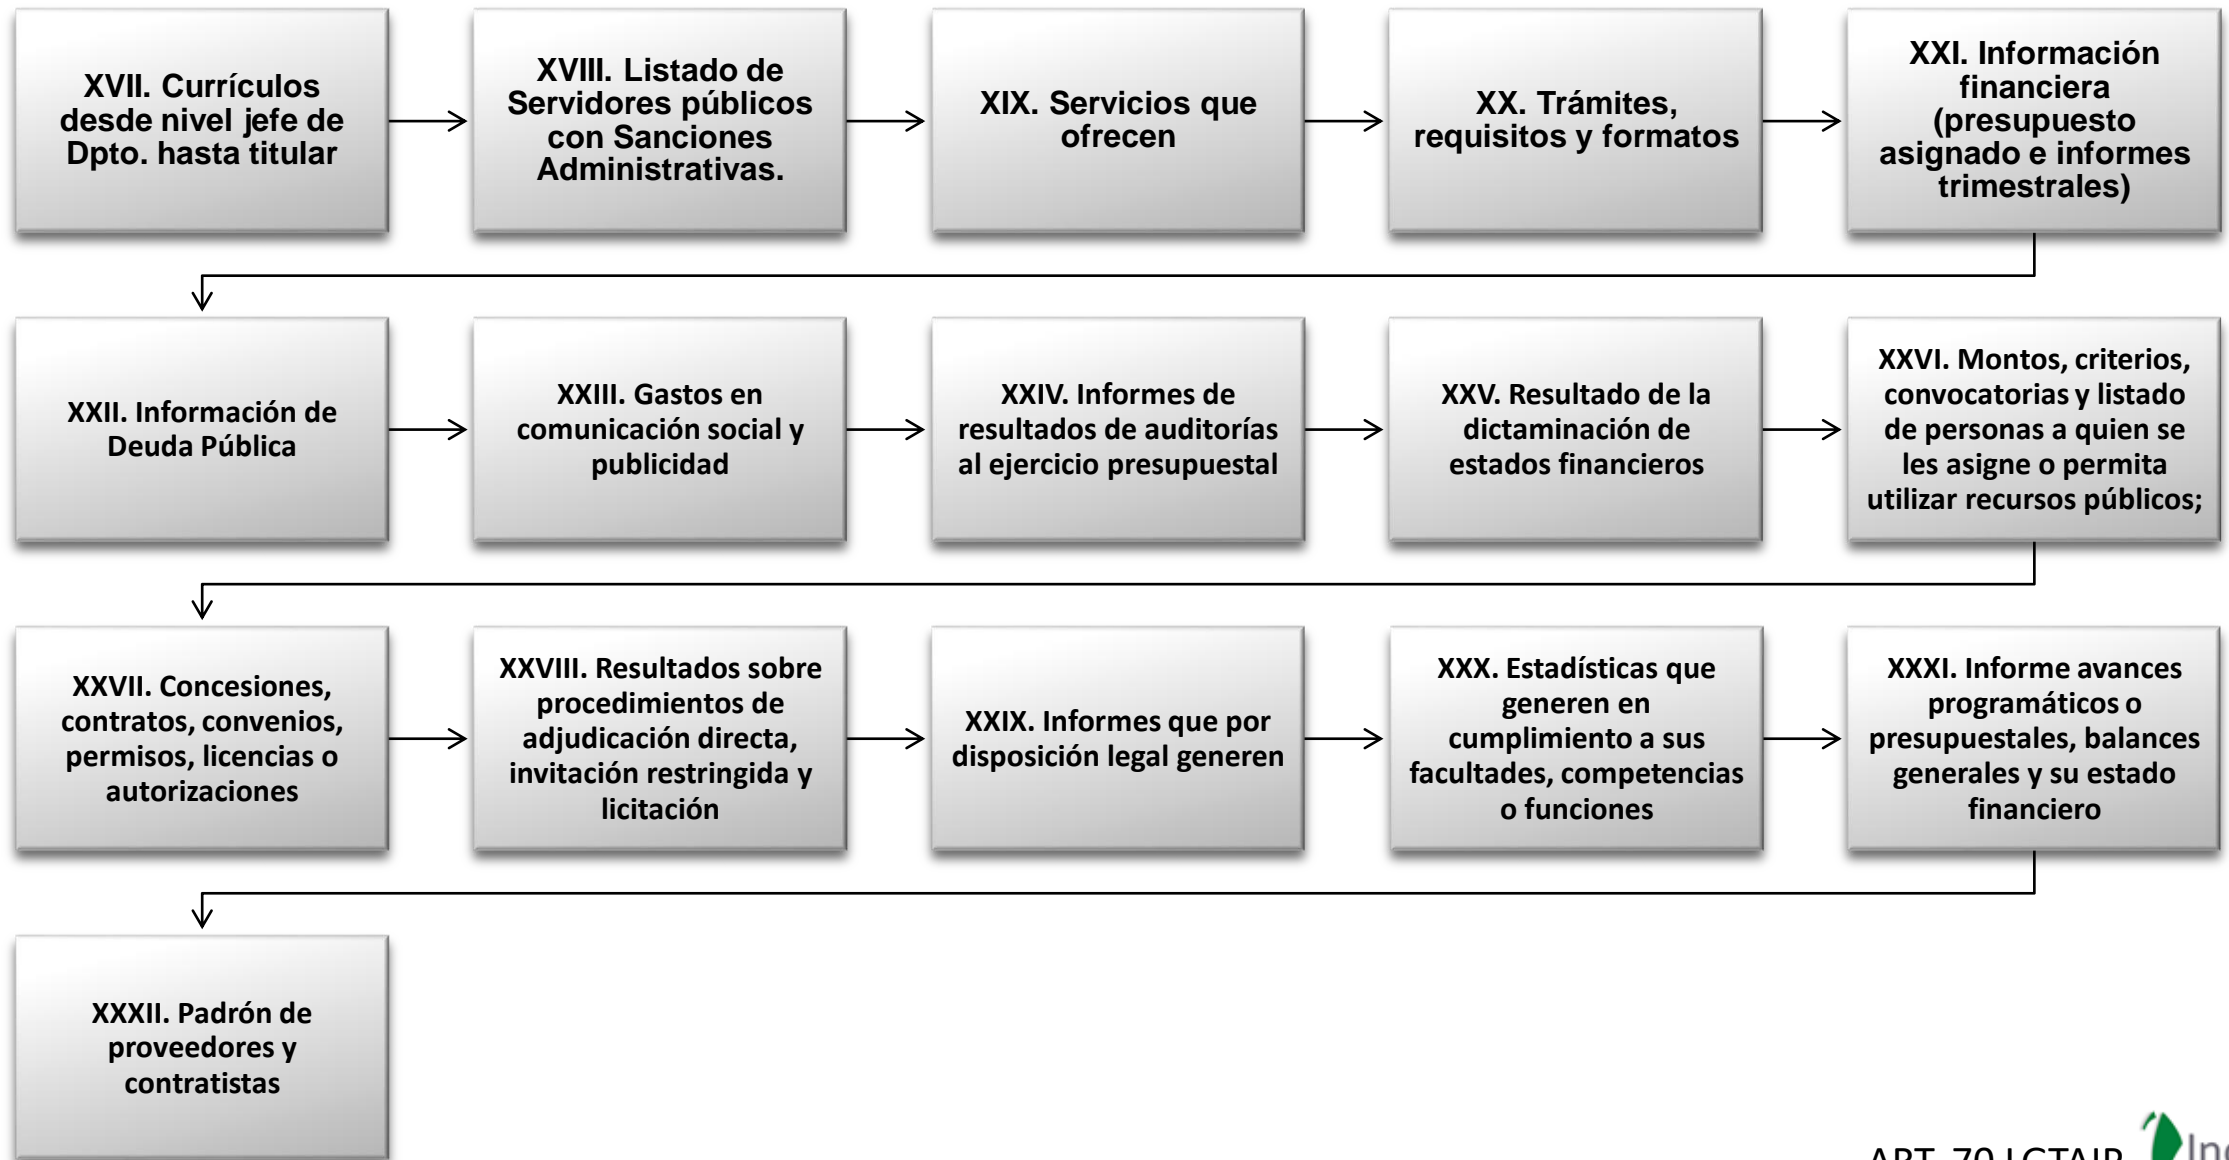 XVII. Currículos
desde nivel jefe de
Dpto. hasta titular
XVIII. Listado de
Servidores públicos
con Sanciones
Administrativas.
XIX. Servicios que
ofrecen
XX. Trámites,
requisitos y formatos
XXI. Información
financiera
(presupuesto
asignado e informes
trimestrales)
XXII. Información de
Deuda Pública
XXIII. Gastos en
comunicación social y
publicidad
XXIV. Informes de
resultados de auditorías
al ejercicio presupuestal
XXV. Resultado de la
dictaminación de
estados financieros
XXVI. Montos, criterios,
convocatorias y listado
de personas a quien se
les asigne o permita
utilizar recursos públicos;
XXVII. Concesiones,
contratos, convenios,
permisos, licencias o
autorizaciones
XXVIII. Resultados sobre
procedimientos de
adjudicación directa,
invitación restringida y
licitación
XXIX. Informes que por
disposición legal generen
XXX. Estadísticas que
generen en
cumplimiento a sus
facultades, competencias
o funciones
XXXI. Informe avances
programáticos o
presupuestales, balances
generales y su estado
financiero
XXXII. Padrón de
proveedores y
contratistas
ART. 70 LGTAIP